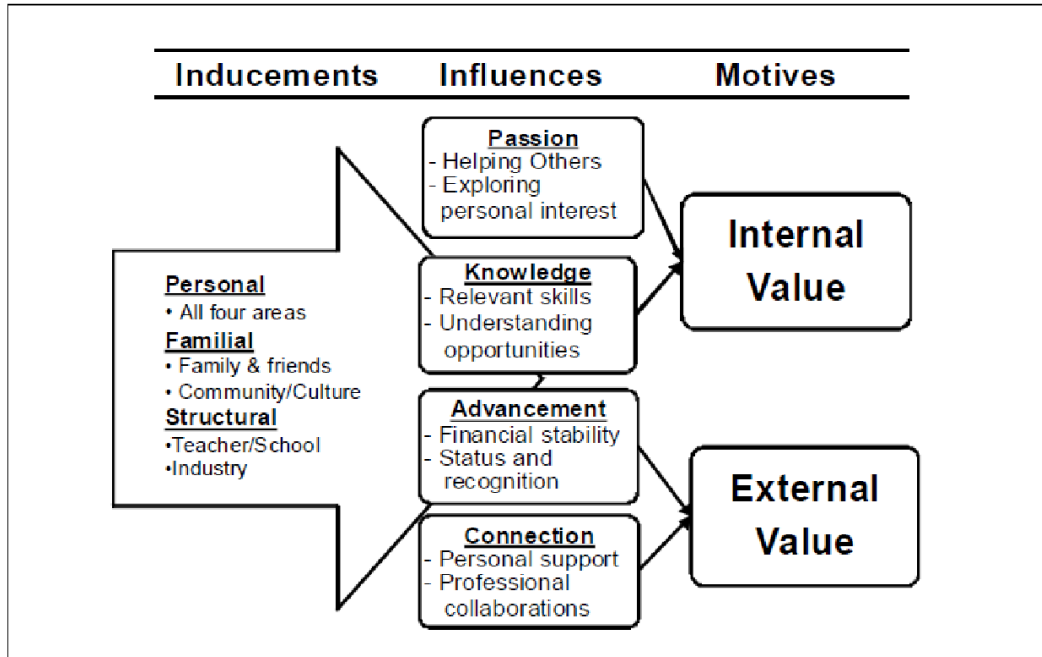 Inducements Influences Motives
Personal
• All four areas
Familial
• Family & friends
• Community/Culture
Structural
•Teacher/School
•Industry
Passion
- Helping Others
- Exploring
personal interest
Knowledge
- Relevant skills
- Understanding
opportunities
Advancement
- Financial stability
- Status and
recognition
Connection
- Personal support
- Professional
collaborations
Internal
Value
External
Value